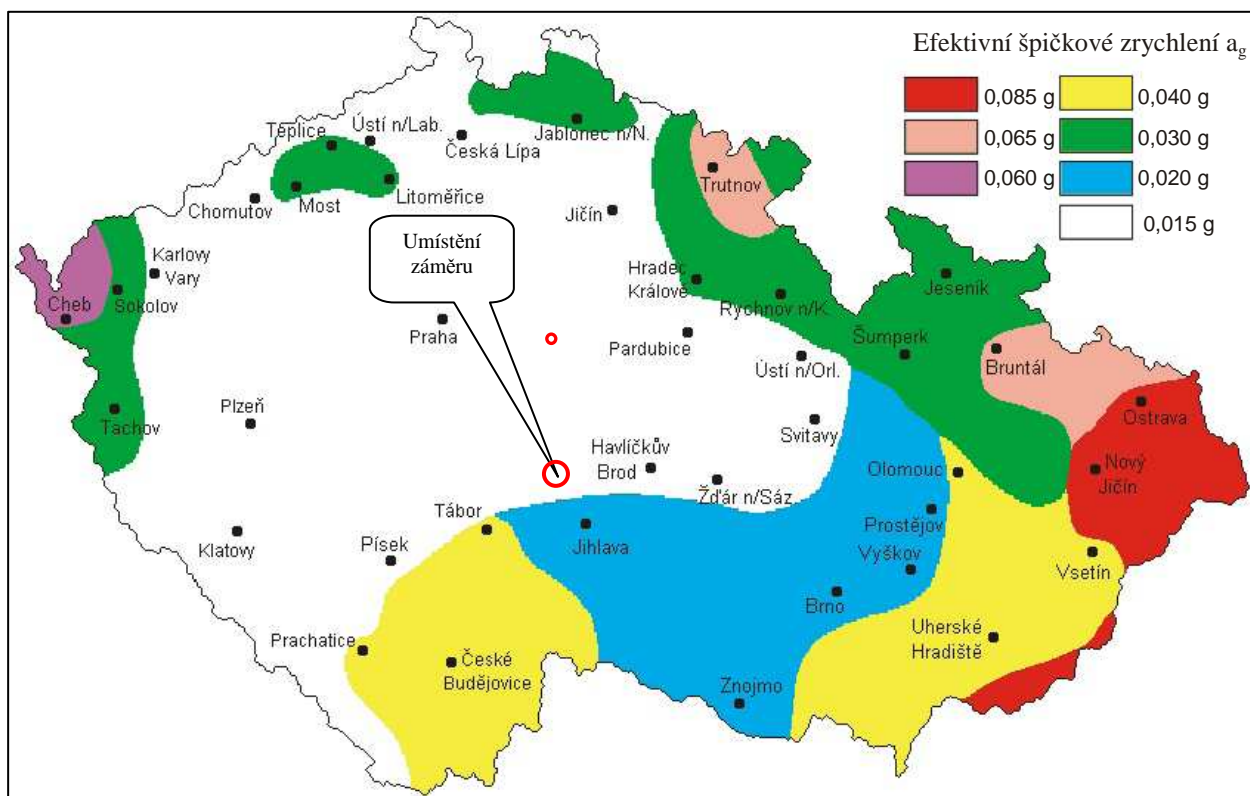 Efektivní špičkové zrychlení ag
0,085 g
0,040 g
0,065 g
0,030 g
0,060 g
0,020 g
0,015 g
Umístění
záměru
Teplice
Ústí n/Lab.
Česká Lípa
Jablonec n/N.
Most
Litoměřice
Chomutov
Trutnov
Jičín
Karlovy
Vary
Cheb
Sokolov
Hradec
Králové
Rychnov n/K.
Jeseník
Praha
Pardubice
Ústí n/Orl.
Šumperk
Bruntál
Ostrava
Tachov
Plzeň
Svitavy
Havlíčkův
Brod
Žďár n/Sáz.
Olomouc
Nový
Jičín
Tábor
Klatovy
Písek
Jihlava
Prostějov
Vyškov
Vsetín
Brno
Prachatice
České
Budějovice
Uherské
Hradiště
Znojmo